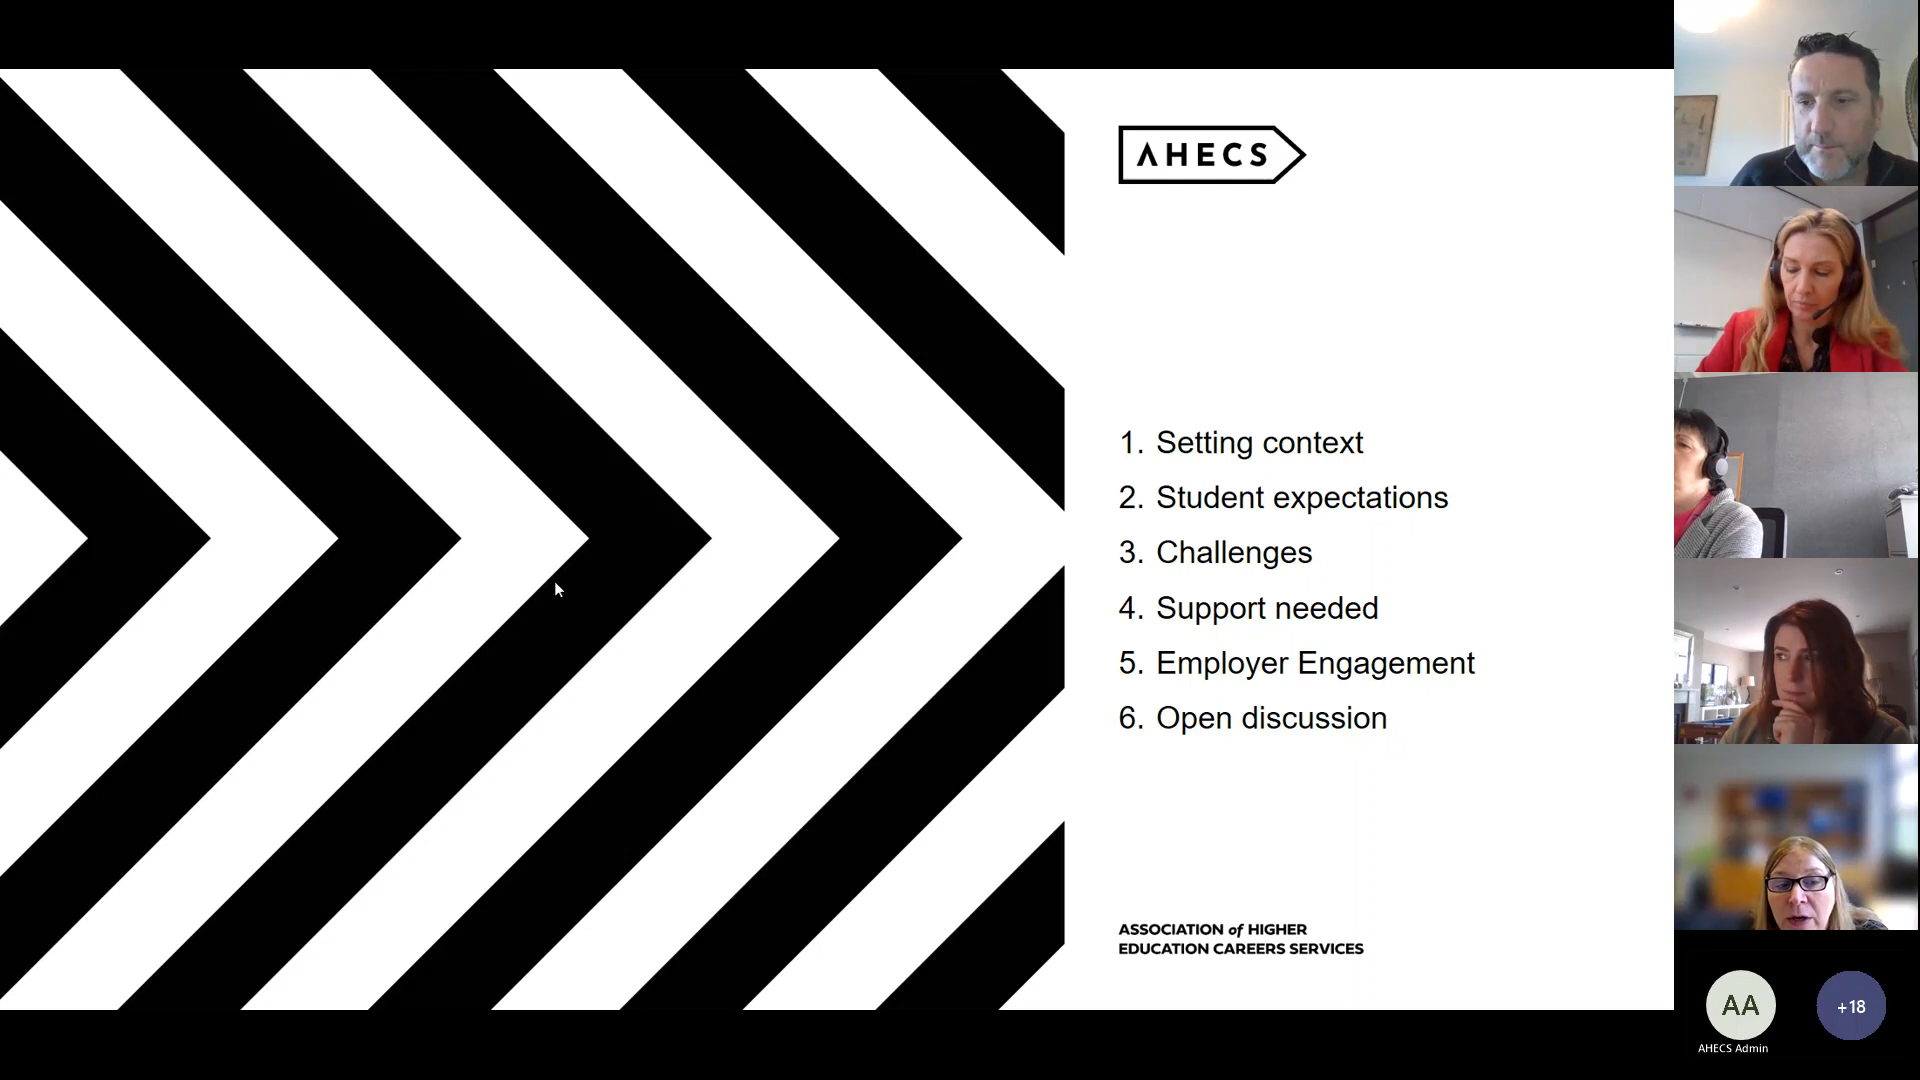 AHECS
1. Setting context
2. Student expectations
3. Challenges
4. Support needed
5. Employer Engagement
6. Open discussion
ASSOCIATION of HIGHER
EDUCATION CAREERS SERVICES
AA
+18
AHECS Admin